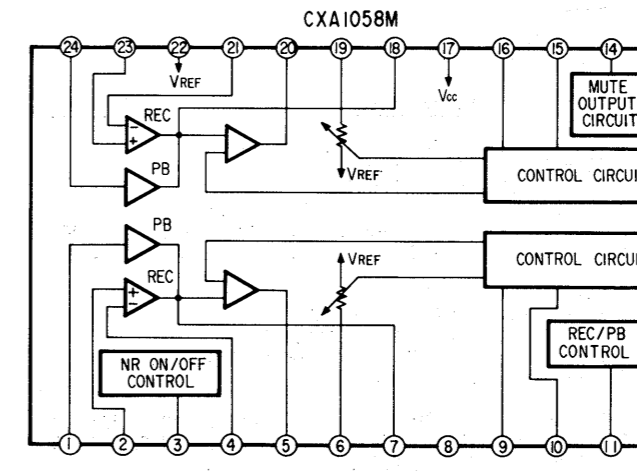 CXA1058M
24 23 22 21 20 19 18 17 16 15 14
VREF
Vcc
MUTE
OUTPUT
CIRCUIT
REC
PB
VREF
CONTROL CIRCUI
PB
REC
VREF
CONTROL CIRCUI
NR ON/OFF
CONTROL
REC/PB
CONTROL
1 2 3 4 5 6 7 8 9 10 11